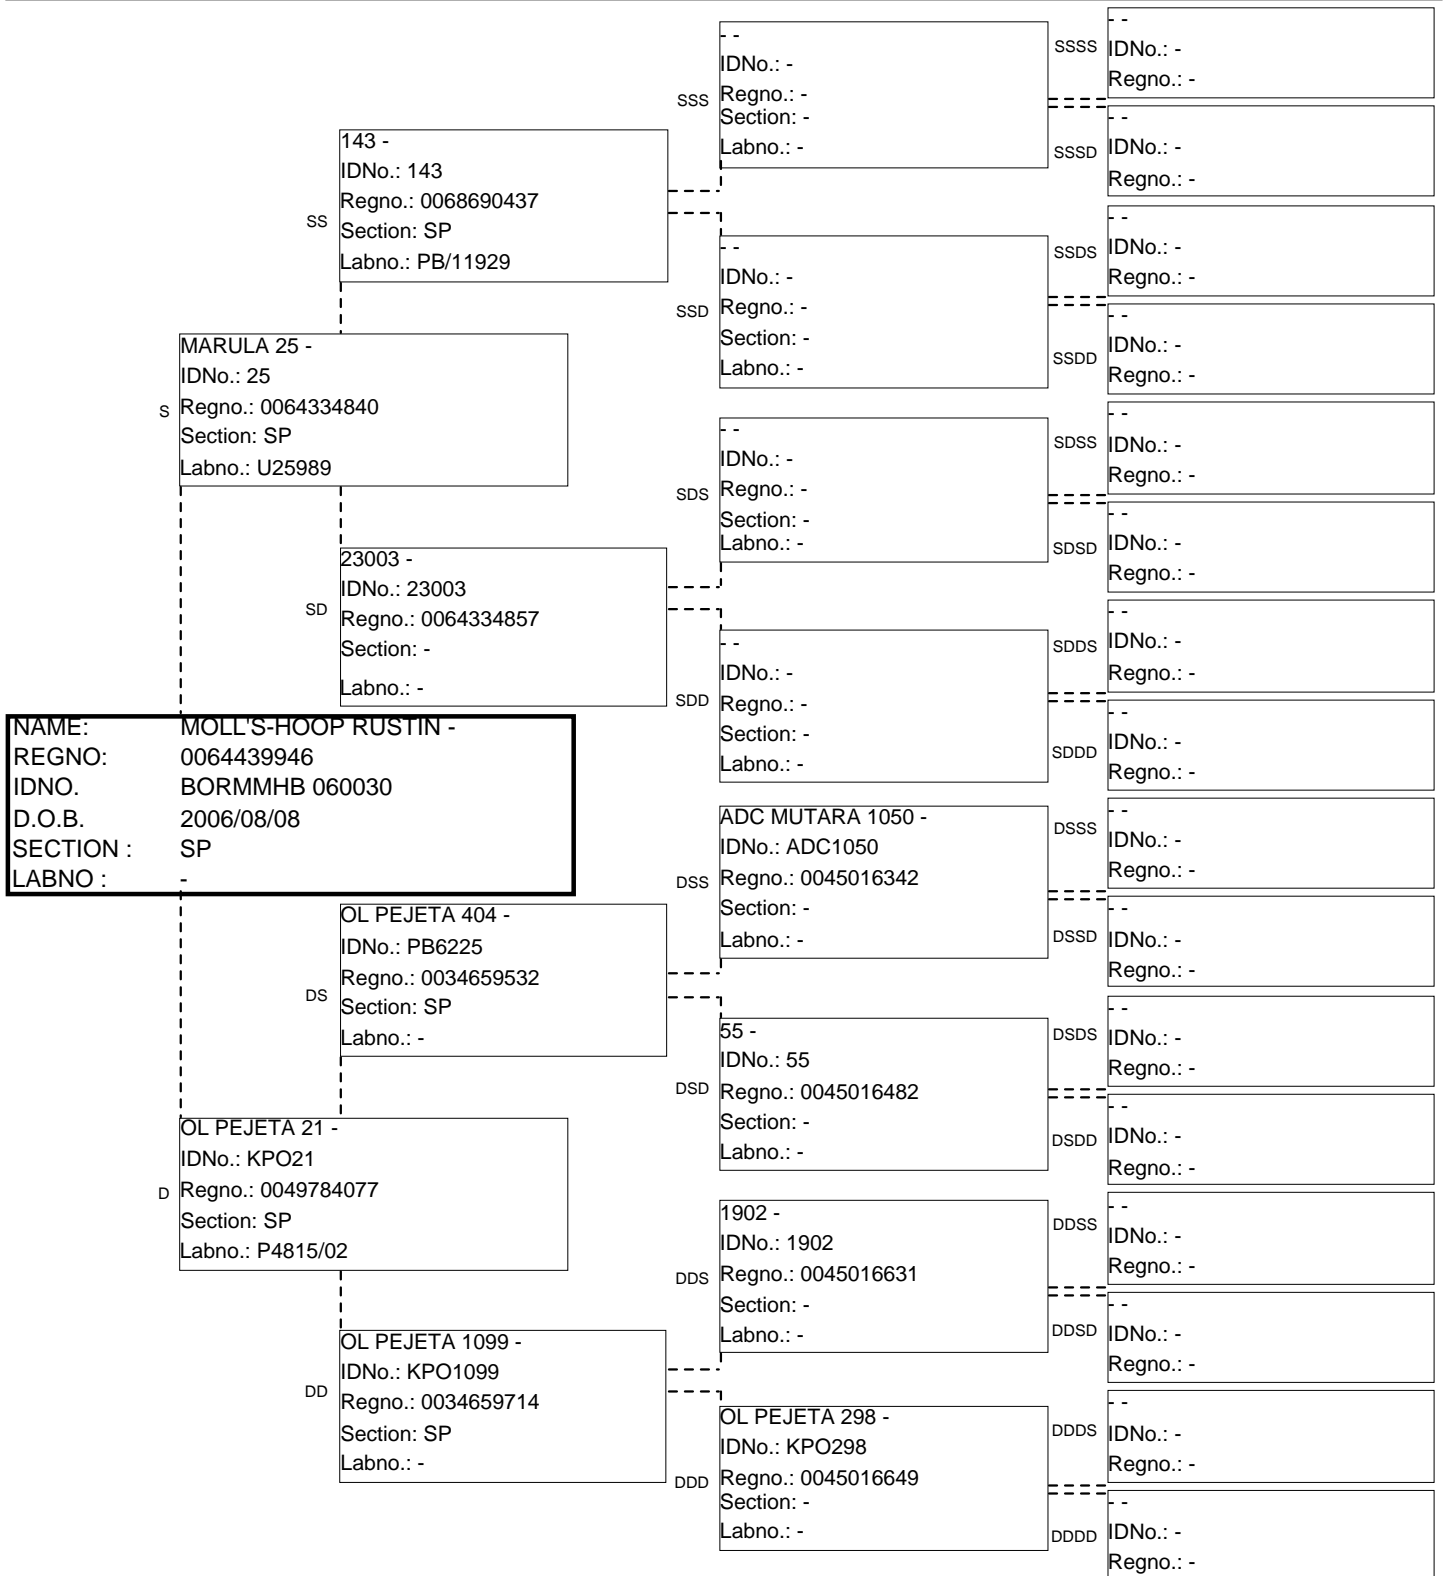 SSSS
- -
IDNo.: -
Regno.: -
SSS
- -
IDNo.: -
Regno.: -
Section: -
Labno.: -
SSSD
- -
IDNo.: -
Regno.: -
SS
143 -
IDNo.: 143
Regno.: 0068690437
Section: SP
Labno.: PB/11929
SSDS
- -
IDNo.: -
Regno.: -
SSD
- -
IDNo.: -
Regno.: -
Section: -
Labno.: -
SSDD
- -
IDNo.: -
Regno.: -
S
MARULA 25 -
IDNo.: 25
Regno.: 0064334840
Section: SP
Labno.: U25989
SDSS
- -
IDNo.: -
Regno.: -
SDS
- -
IDNo.: -
Regno.: -
Section: -
Labno.: -
SDSD
- -
IDNo.: -
Regno.: -
SD
23003 -
IDNo.: 23003
Regno.: 0064334857
Section: -
Labno.: -
SDDS
- -
IDNo.: -
Regno.: -
SDD
- -
IDNo.: -
Regno.: -
Section: -
Labno.: -
SDDD
- -
IDNo.: -
Regno.: -
NAME: MOLL'S-HOOP RUSTIN -
REGNO: 0064439946
IDNO. BORMMHB 060030
D.O.B. 2006/08/08
SECTION : SP
LABNO : -
DSSS
- -
IDNo.: -
Regno.: -
DSS
ADC MUTARA 1050 -
IDNo.: ADC1050
Regno.: 0045016342
Section: -
Labno.: -
DSSD
- -
IDNo.: -
Regno.: -
DS
OL PEJETA 404 -
IDNo.: PB6225
Regno.: 0034659532
Section: SP
Labno.: -
DSDS
- -
IDNo.: -
Regno.: -
DSD
55 -
IDNo.: 55
Regno.: 0045016482
Section: -
Labno.: -
DSDD
- -
IDNo.: -
Regno.: -
D
OL PEJETA 21 -
IDNo.: KPO21
Regno.: 0049784077
Section: SP
Labno.: P4815/02
DDSS
- -
IDNo.: -
Regno.: -
DDS
1902 -
IDNo.: 1902
Regno.: 0045016631
Section: -
Labno.: -
DDSD
- -
IDNo.: -
Regno.: -
DD
OL PEJETA 1099 -
IDNo.: KPO1099
Regno.: 0034659714
Section: SP
Labno.: -
DDDS
- -
IDNo.: -
Regno.: -
DDD
OL PEJETA 298 -
IDNo.: KPO298
Regno.: 0045016649
Section: -
Labno.: -
DDDD
- -
IDNo.: -
Regno.: -